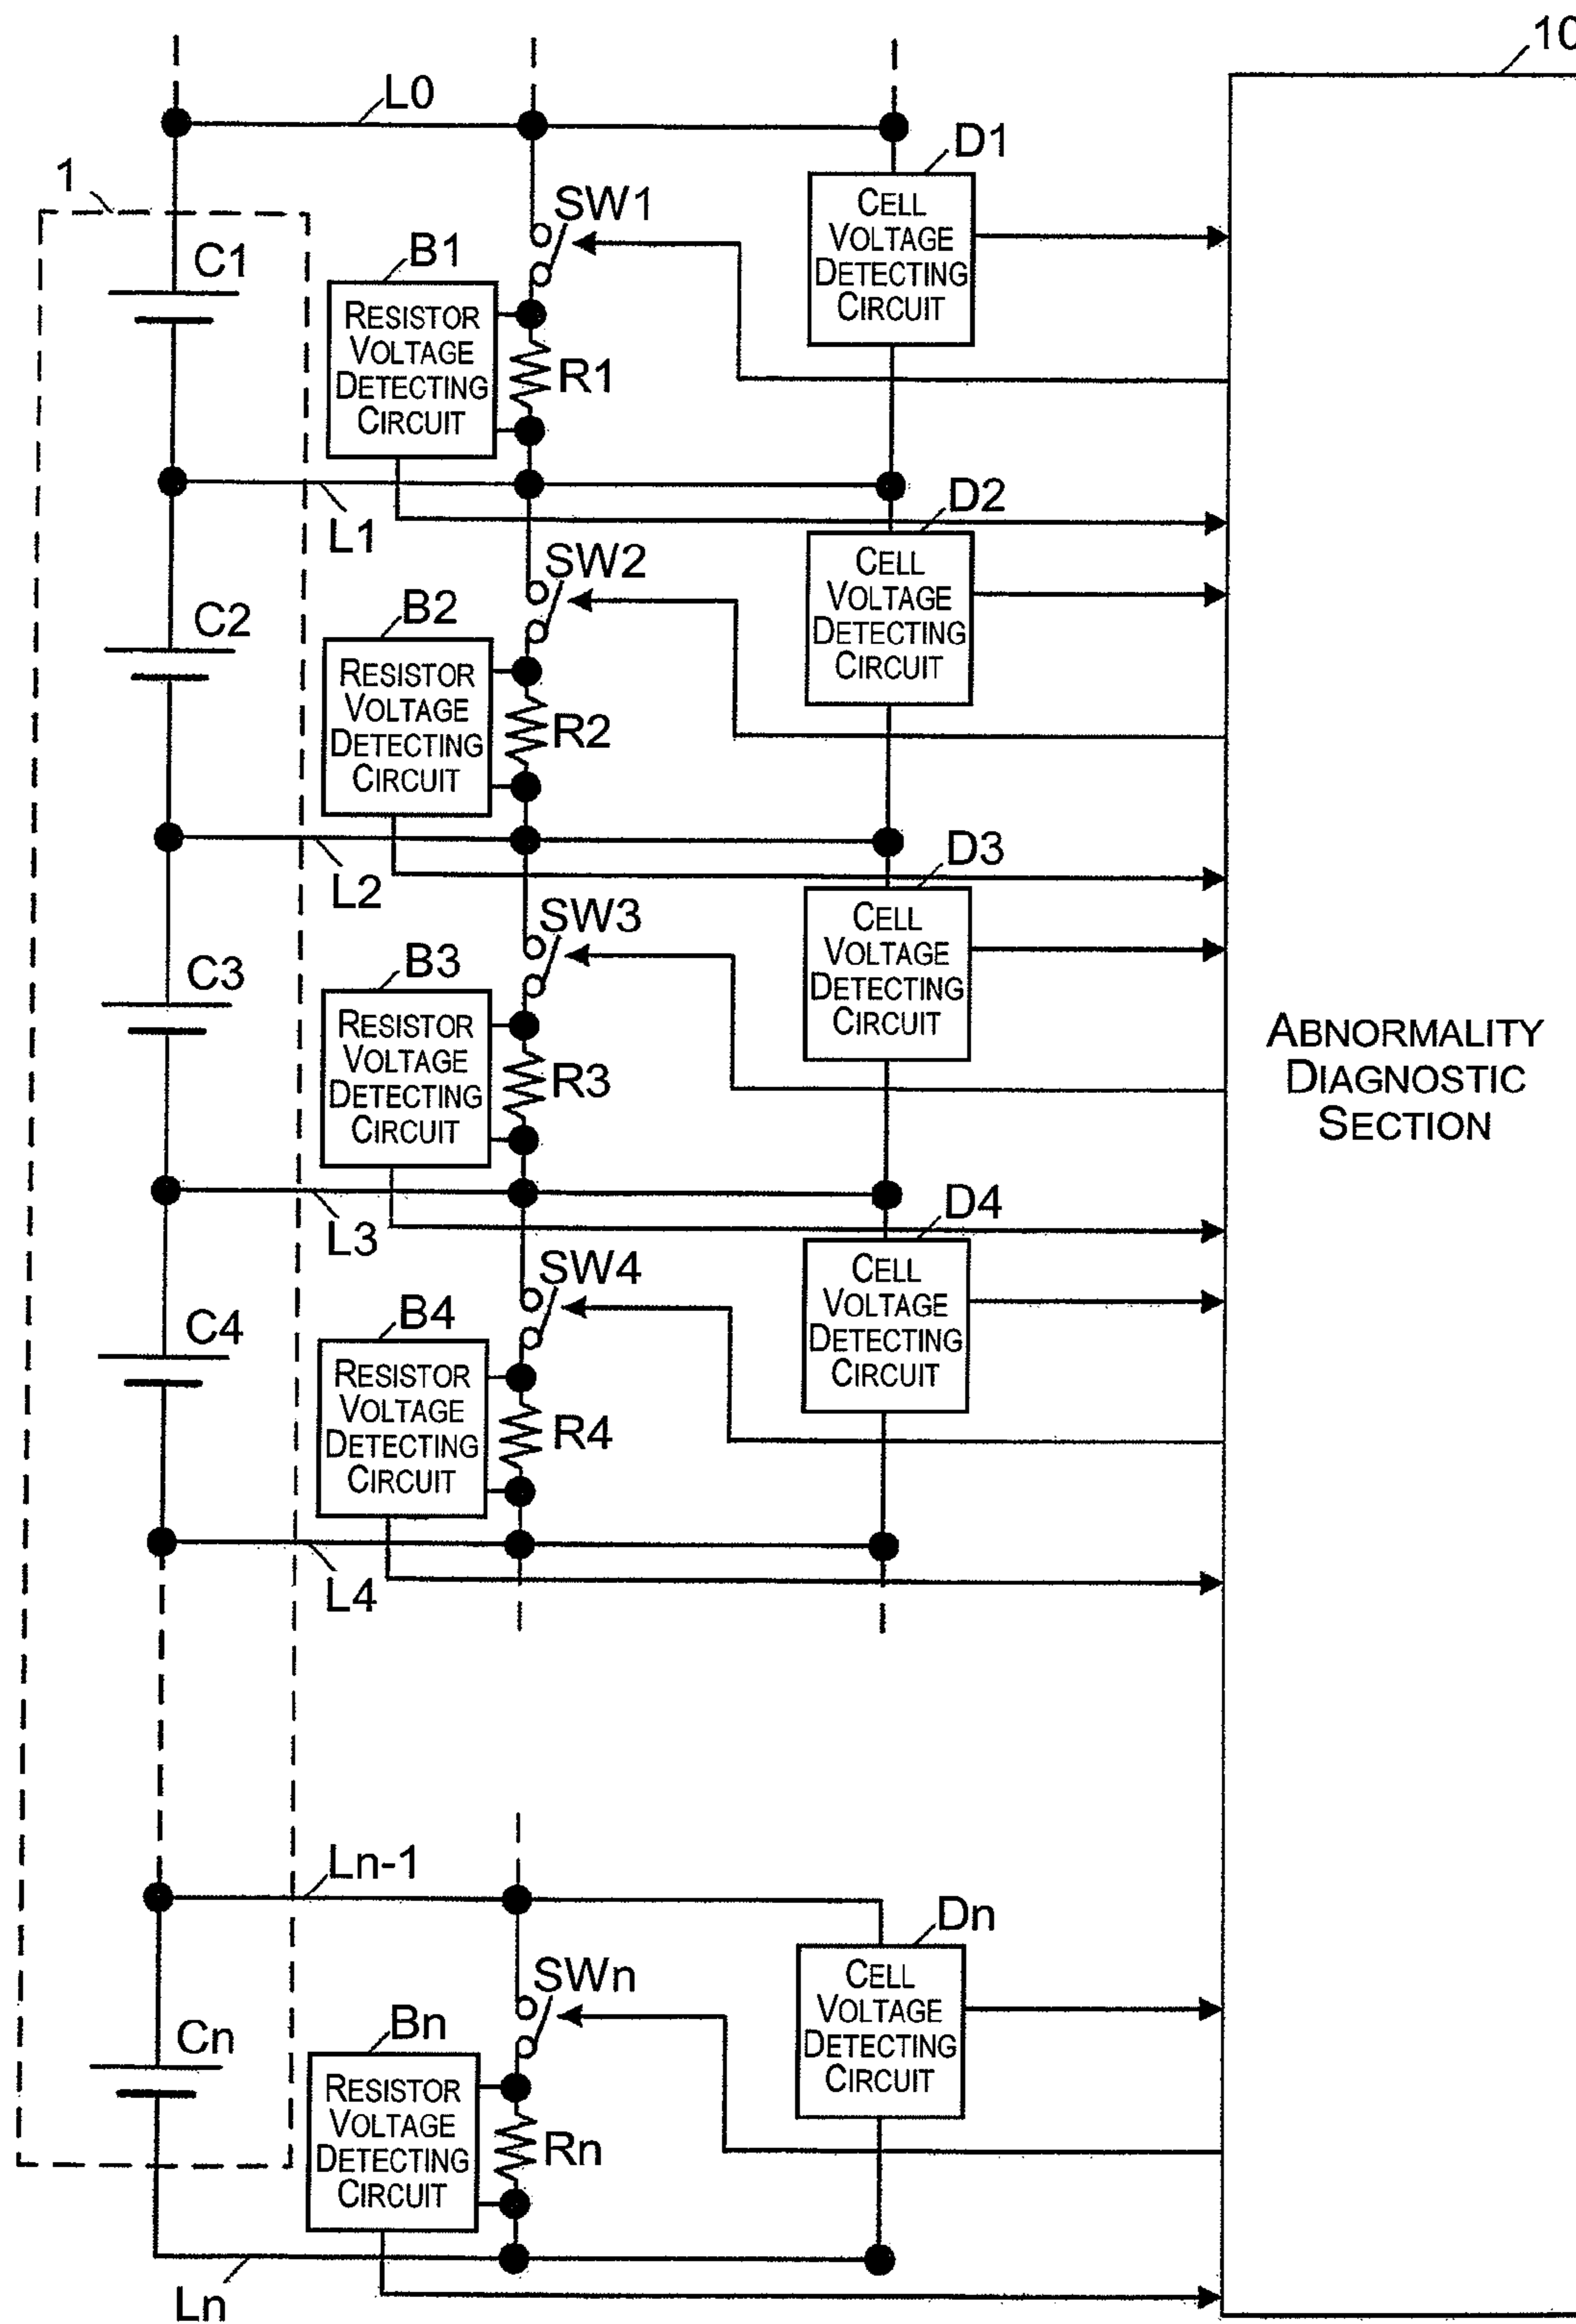 10
L0
D1
1
SW1
CELL
VOLTAGE
DETECTING
CIRCUIT
C1
B1
RESISTOR
VOLTAGE
DETECTING
CIRCUIT
R1
L1
D2
SW2
CELL
VOLTAGE
DETECTING
CIRCUIT
C2
B2
RESISTOR
VOLTAGE
DETECTING
CIRCUIT
R2
L2
D3
SW3
CELL
VOLTAGE
DETECTING
CIRCUIT
C3
B3
RESISTOR
VOLTAGE
DETECTING
CIRCUIT
R3
ABNORMALITY
DIAGNOSTIC
SECTION
L3
D4
SW4
CELL
VOLTAGE
DETECTING
CIRCUIT
C4
B4
RESISTOR
VOLTAGE
DETECTING
CIRCUIT
R4
L4
Ln-1
Dn
SWn
CELL
VOLTAGE
DETECTING
CIRCUIT
Cn
Bn
RESISTOR
VOLTAGE
DETECTING
CIRCUIT
Rn
Ln